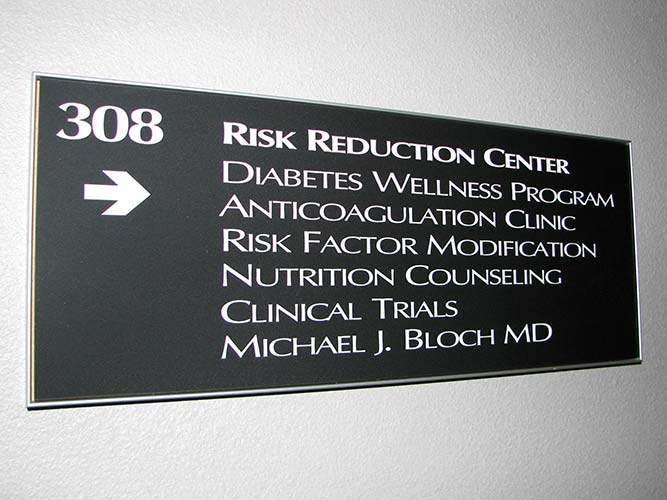 308
RISK REDUCTION CENTER
DIABETES WELLNESS PROGRAM
ANTICOAGULATION CLINIC
RISK FACTOR MODIFICATION
NUTRITION COUNSELING
CLINICAL TRIALS
MICHAEL J. BLOCH MD